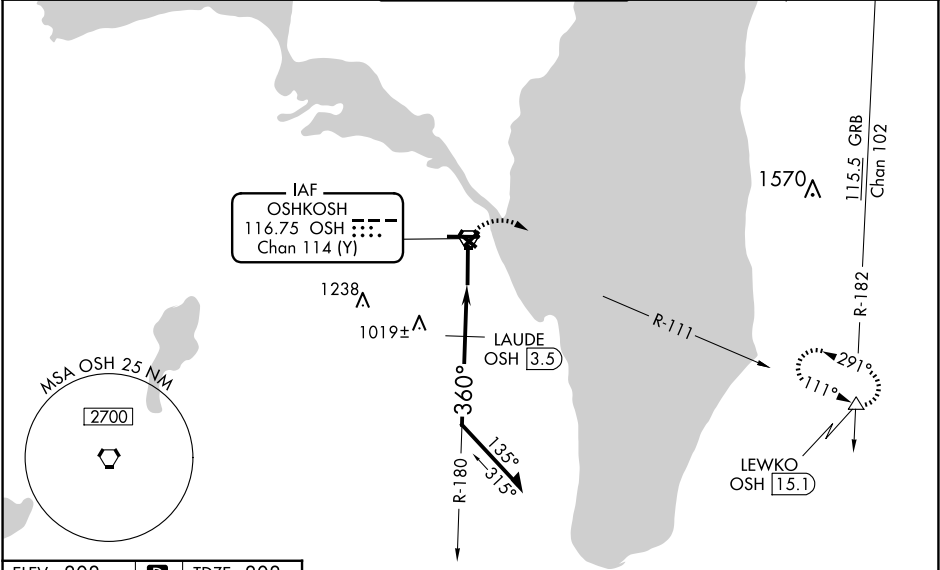 IAF
OSHKOSH
116.75 OSH
Chan 114 (Y)
1570
115.5 GRB
Chan 102
R-182
1238
1019±
LAUDE
OSH 3.5
R-111
360°
135°
315°
R-180
291°
111°
LEWKO
OSH 15.1
MSA OSH 25 NM
2700